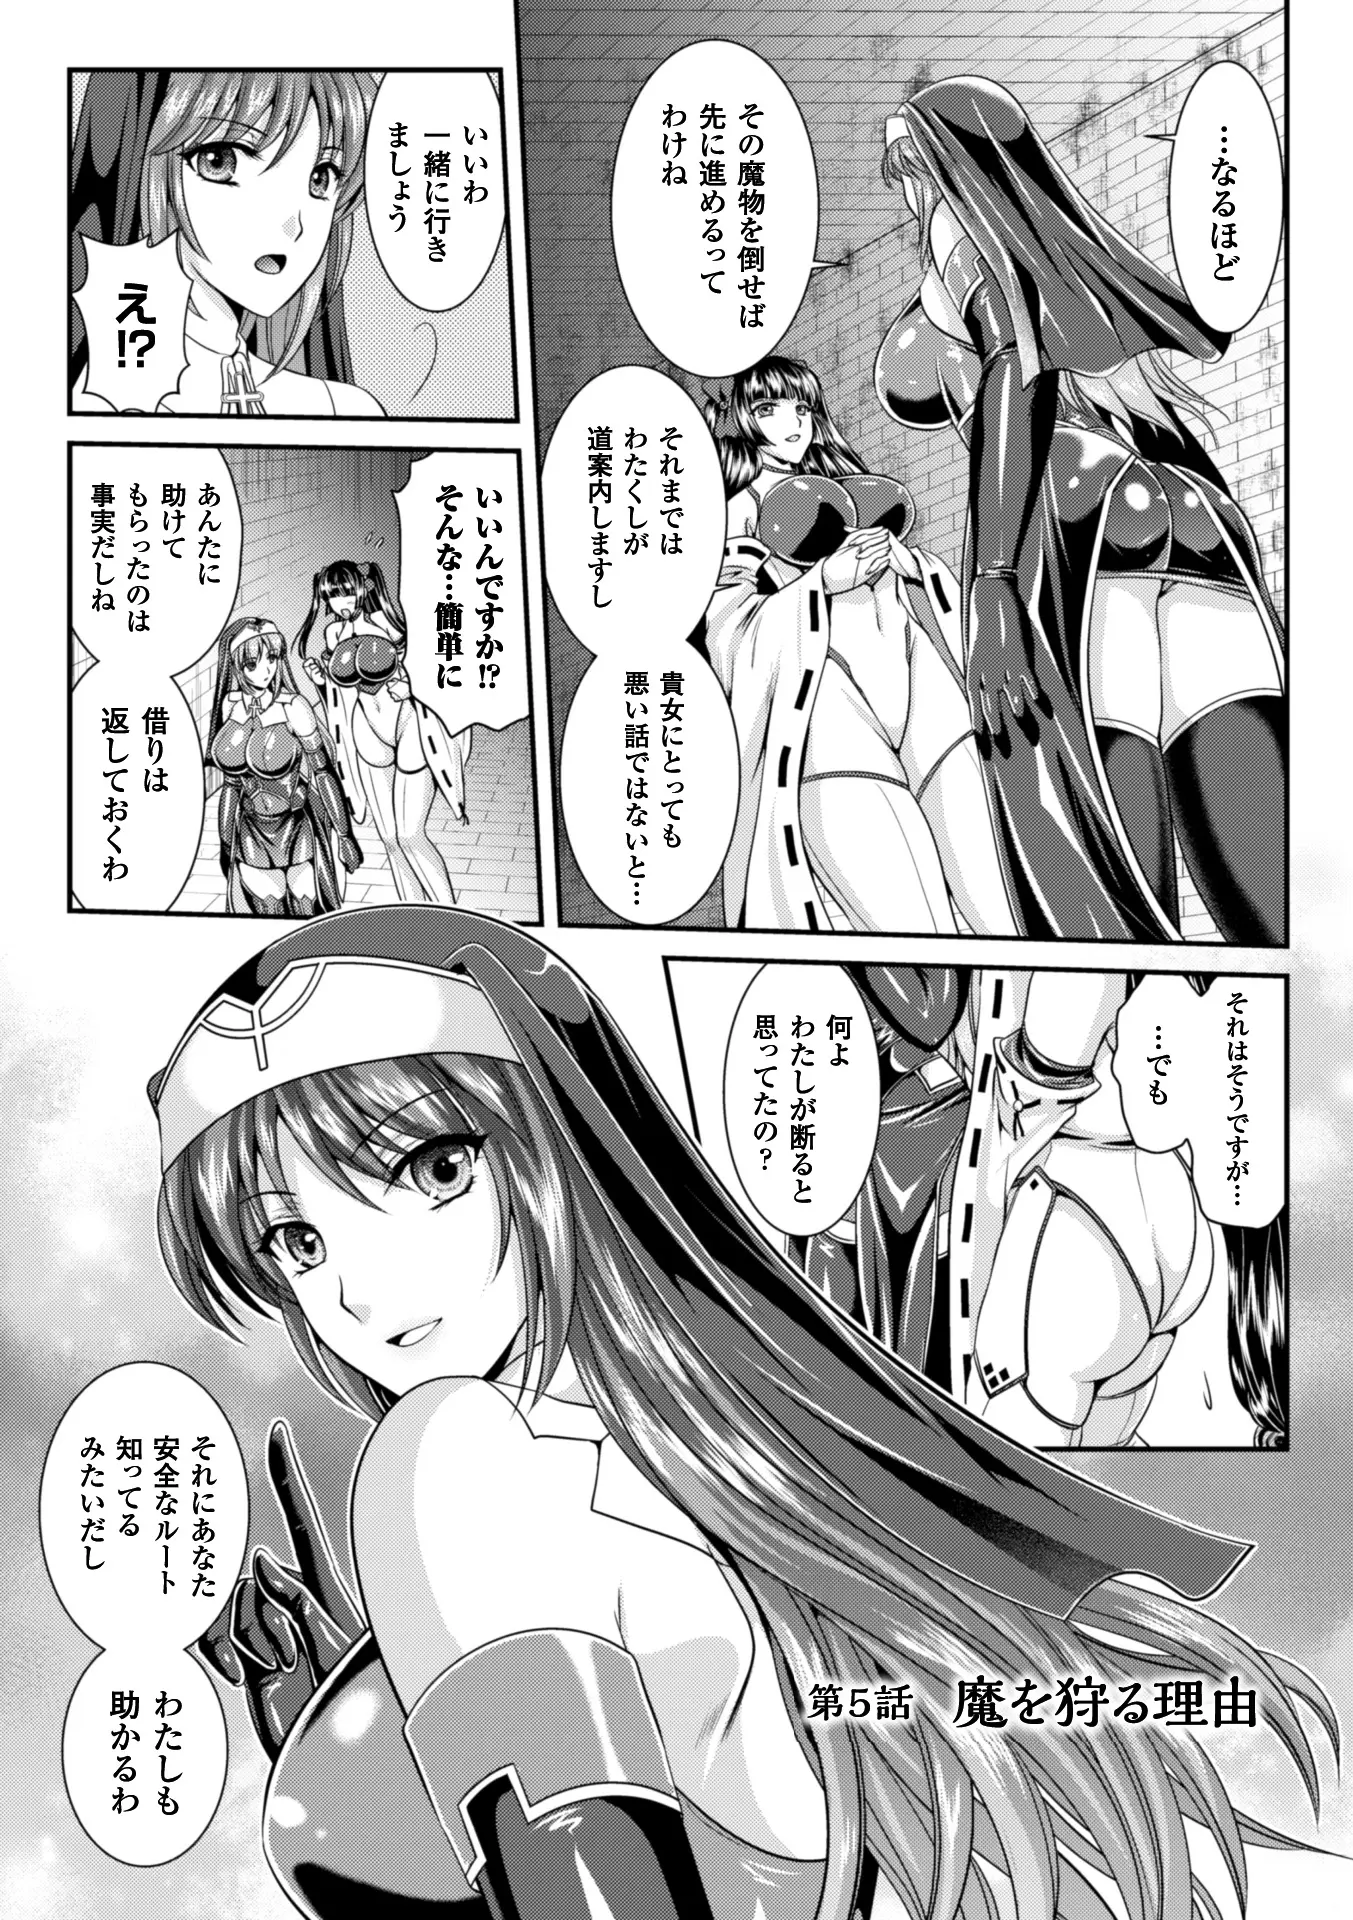 …なるほど
その魔物を倒せば
先に進めるって
わけね
それまでは
わたくしが
道案内しますし
貴女にとっても
悪い話ではないと…
いいわ
一緒に行き
ましょう
え!?
いいんですか!?
そんな…簡単に
あんたに
助けて
もらったのは
事実だしね
借りは
返しておくわ
それはそうですが…
…でも
何よ
わたしが断ると
思ってたの？
それにあなた
安全なルート
知ってる
みたいだし
わたしも
助かるわ
第5話 魔を狩る理由